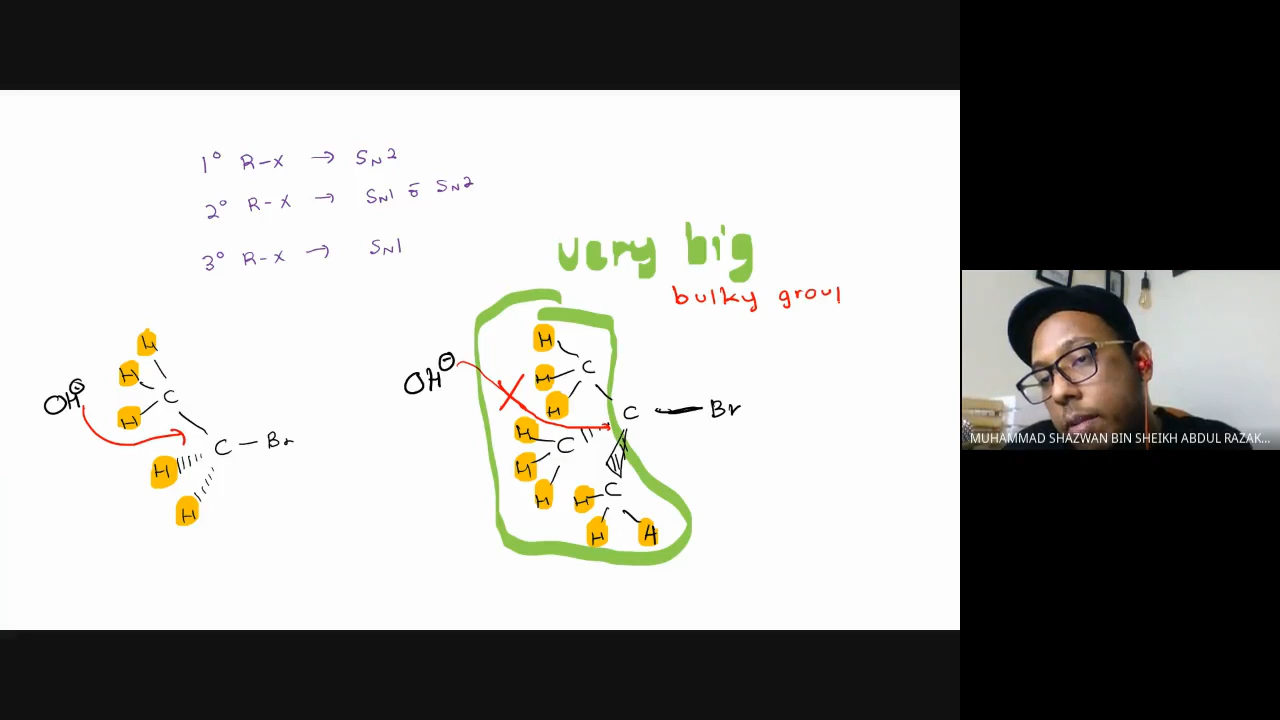 1° R-X → SN2
2° R-X → SN1 @ SN2
3° R-X → SN1
very big
bulky grou
H
H
H
C
OH⊖
C - Br
H
H
OH⊖
H
H
C
H
C - Br
H
C
H
H
C
H
H
H
MUHAMMAD SHAZWAN BIN SHEIKH ABDUL RAZAK...